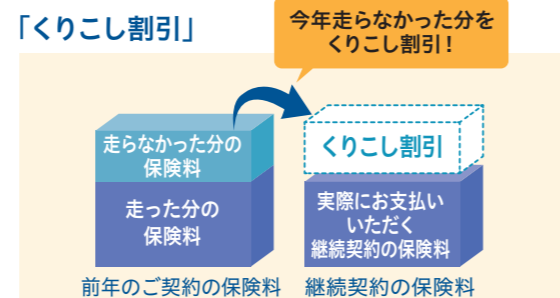 「くりこし割引」
今年走らなかった分を
くりこし割引！
走らなかった分の
保険料
走った分の
保険料
くりこし割引
実際にお支払い
いただく
継続契約の保険料
前年のご契約の保険料
継続契約の保険料